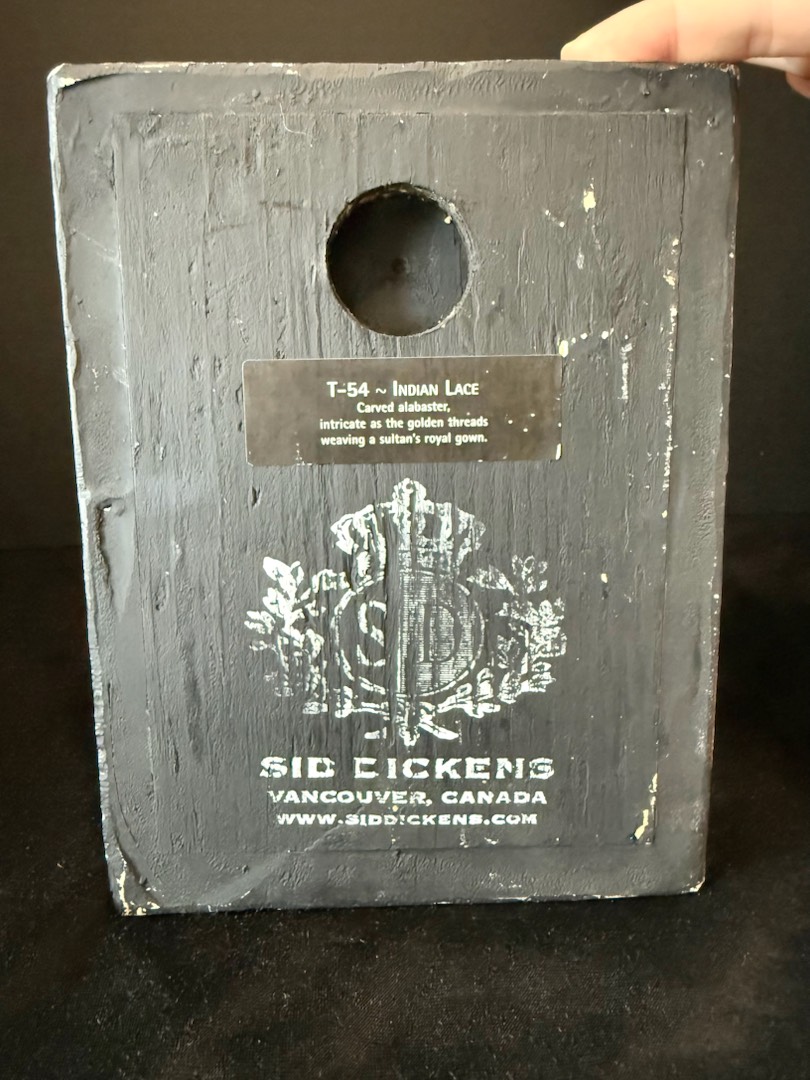 T-54 ~ INDIAN LACE
Carved alabaster,
intricate as the golden threads
weaving a sultan's royal gown.
SD
SID DICKENS
VANCOUVER, CANADA
WWW.SIDDICKENS.COM